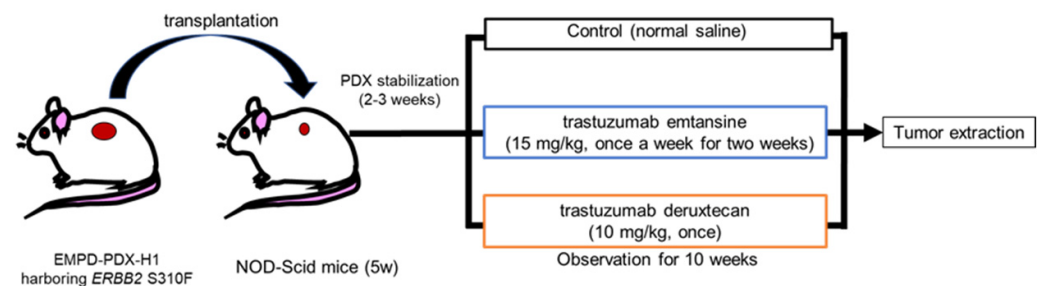 transplantation
EMPD-PDX-H1
harboring ERBB2 S310F
NOD-Scid mice (5w)
PDX stabilization
(2-3 weeks)
Control (normal saline)
trastuzumab emtansine
(15 mg/kg, once a week for two weeks)
trastuzumab deruxtecan
(10 mg/kg, once)
Observation for 10 weeks
Tumor extraction